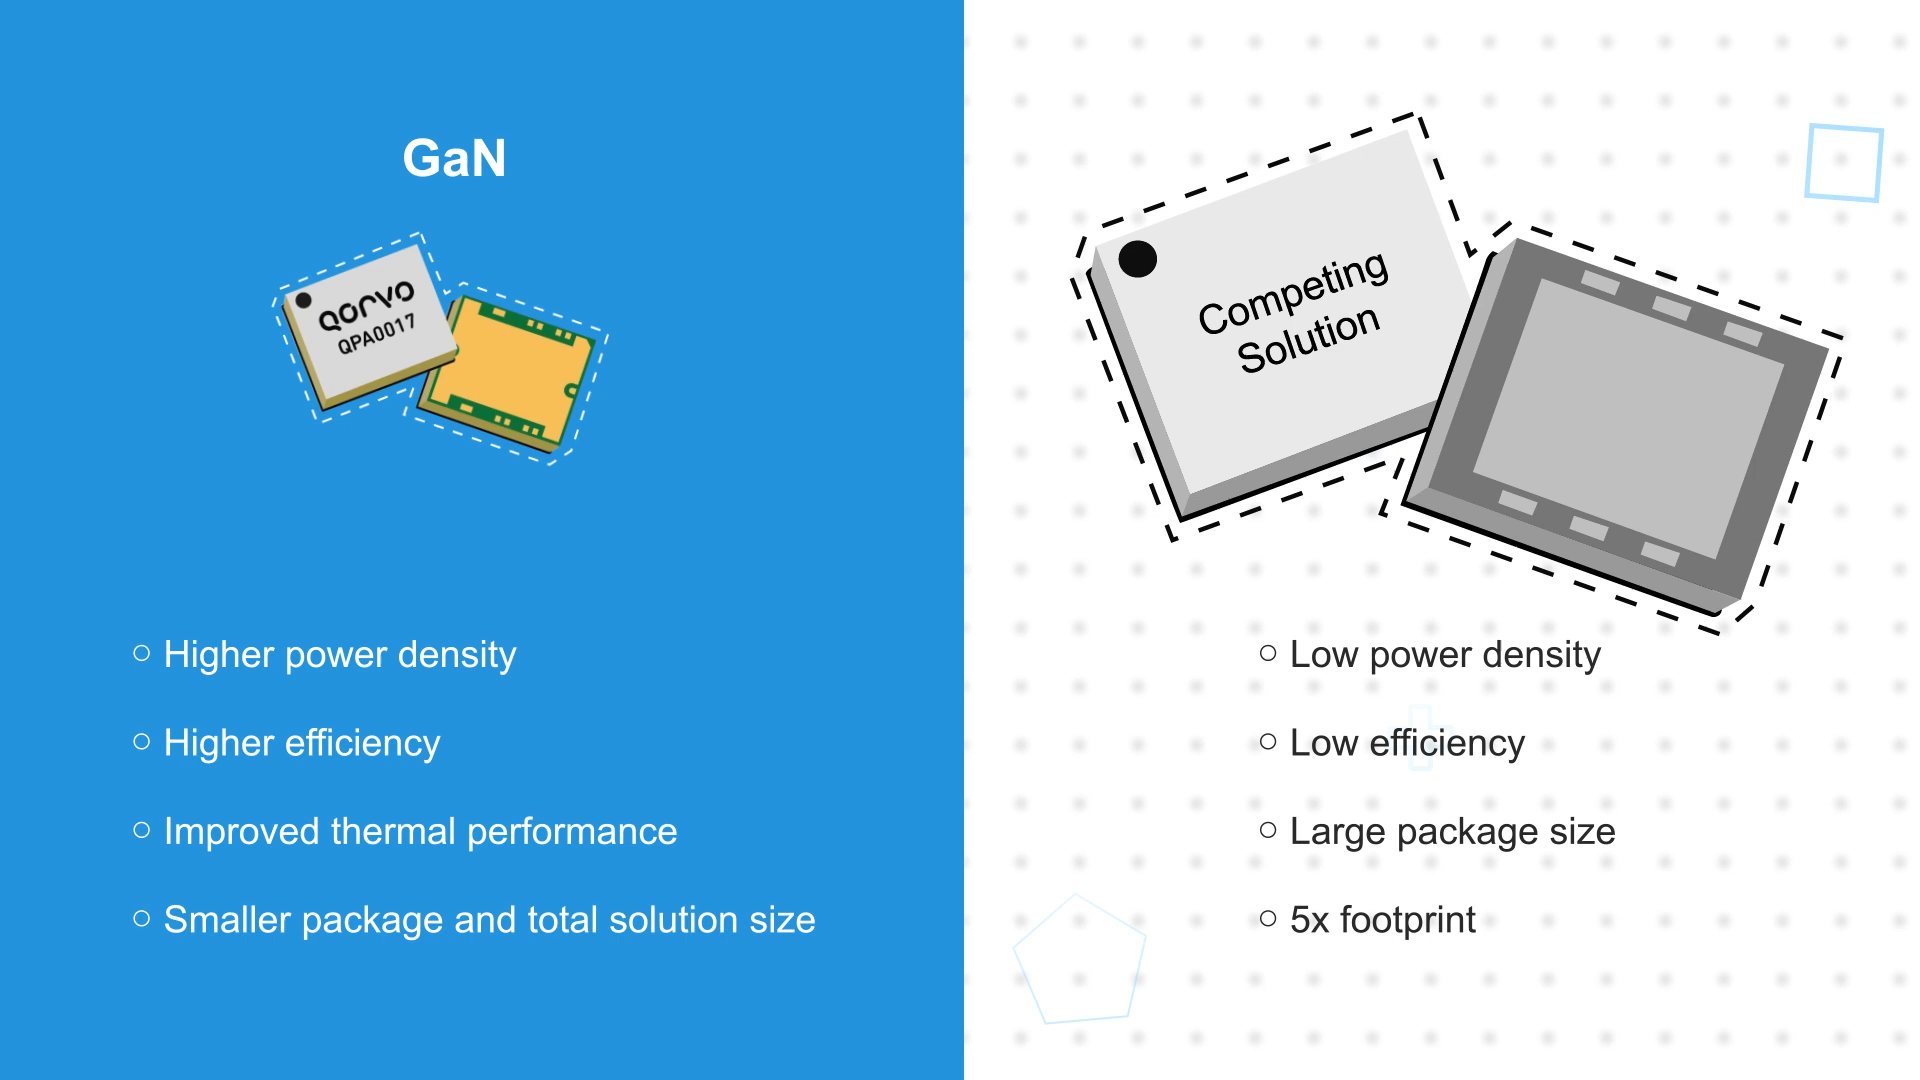 GaN
QORVO
QPA0017
Higher power density
Higher efficiency
Improved thermal performance
Smaller package and total solution size
Competing
Solution
Low power density
Low efficiency
Large package size
5x footprint